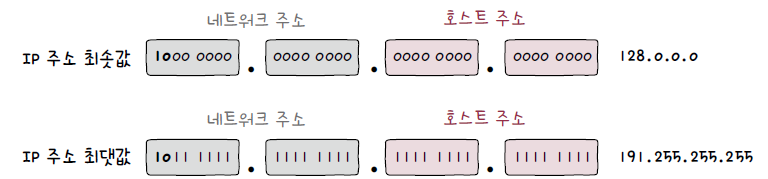 네트워크 주소 호스트 주소
IP 주소 최솟값 1000 0000 . 0000 0000 . 0000 0000 . 0000 0000 128.0.0.0
네트워크 주소 호스트 주소
IP 주소 최댓값 1011 1111 . 1111 1111 . 1111 1111 . 1111 1111 191.255.255.255